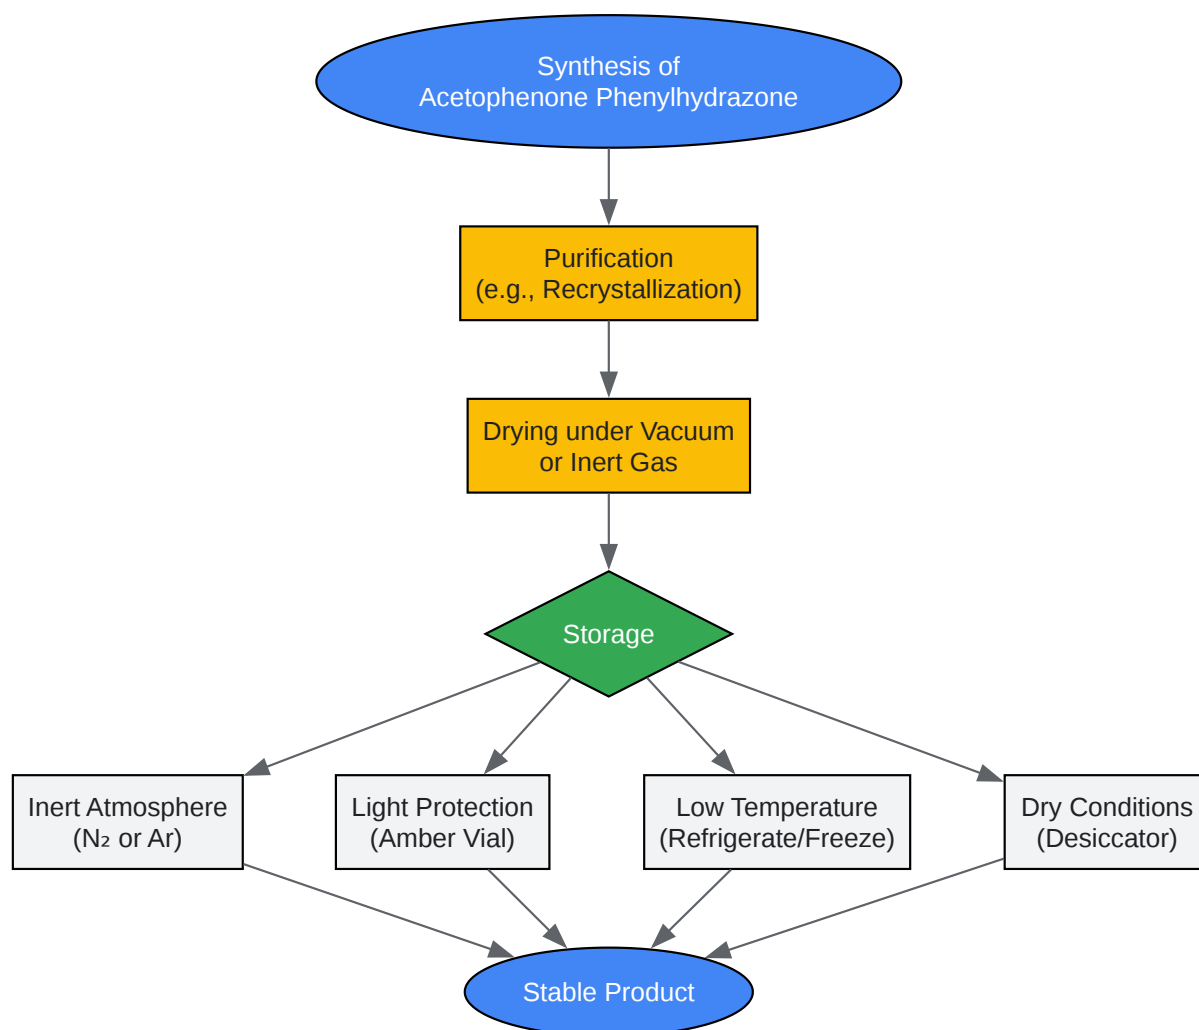 Synthesis of
Acetophenone Phenylhydrazone
Purification
(e.g., Recrystallization)
Drying under Vacuum
or Inert Gas
Storage
Inert Atmosphere
(N₂ or Ar)
Light Protection
(Amber Vial)
Low Temperature
(Refrigerate/Freeze)
Dry Conditions
(Desiccator)
Stable Product